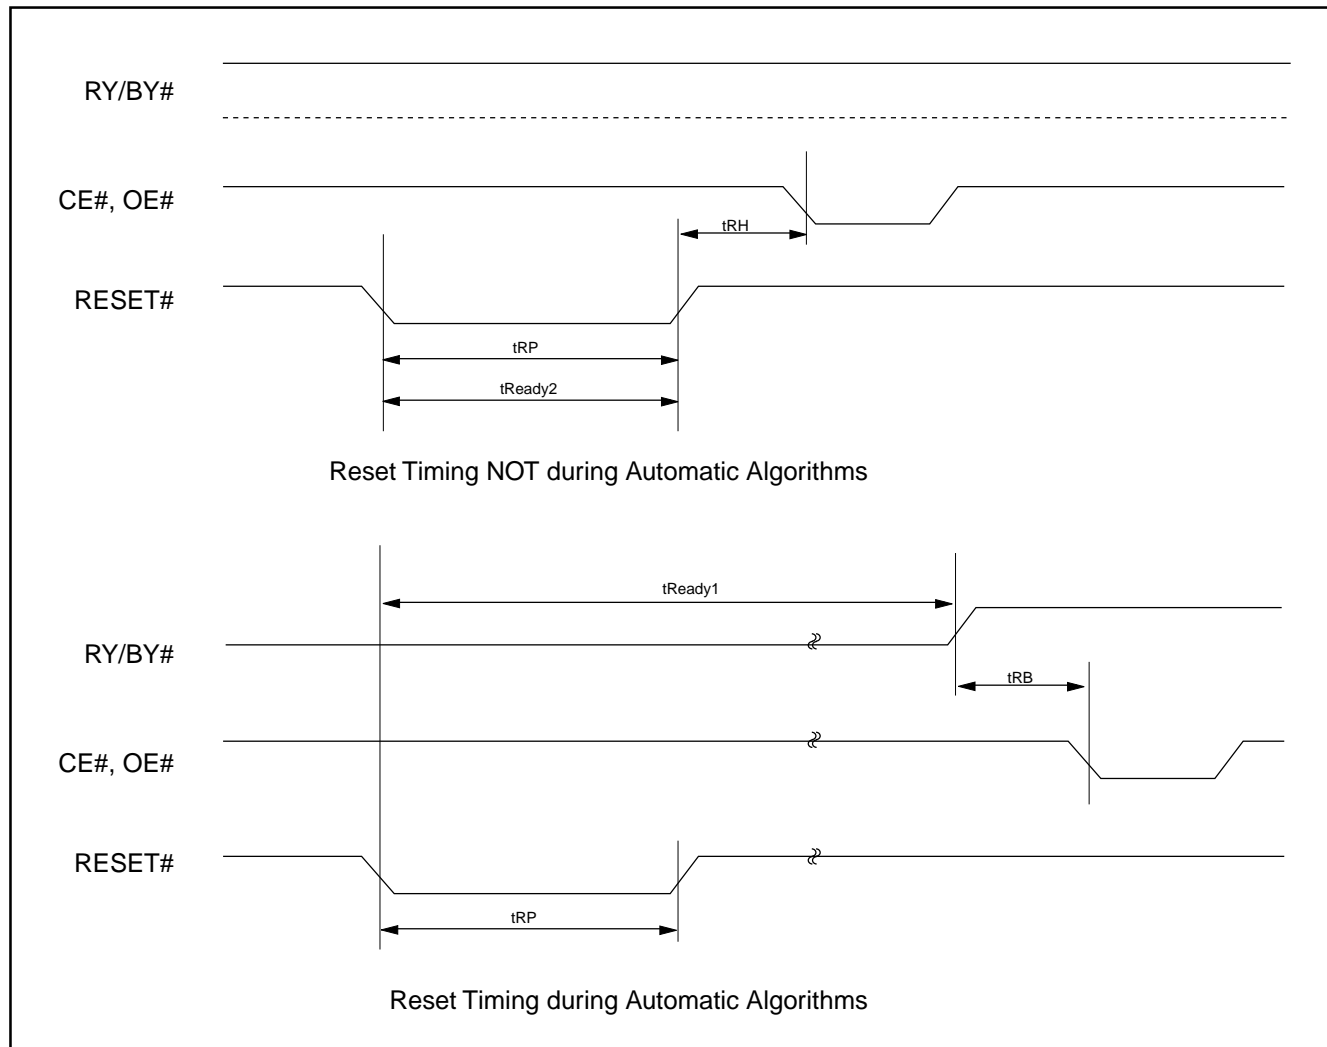 RY/BY#
CE#, OE#
tRH
RESET#
tRP
tReady2
Reset Timing NOT during Automatic Algorithms
tReady1
RY/BY#
tRB
CE#, OE#
RESET#
tRP
Reset Timing during Automatic Algorithms